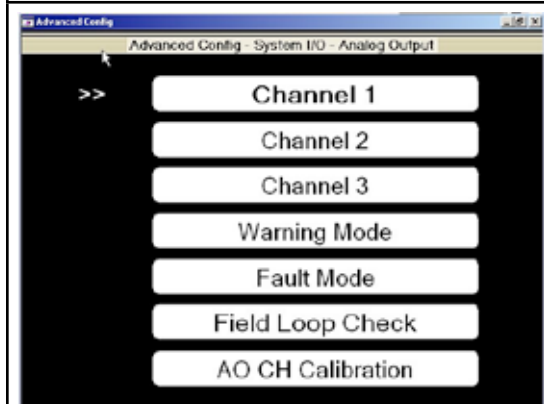 Advanced Config
Advanced Config - System I/O - Analog Output
>> Channel 1
Channel 2
Channel 3
Warning Mode
Fault Mode
Field Loop Check
AO CH Calibration